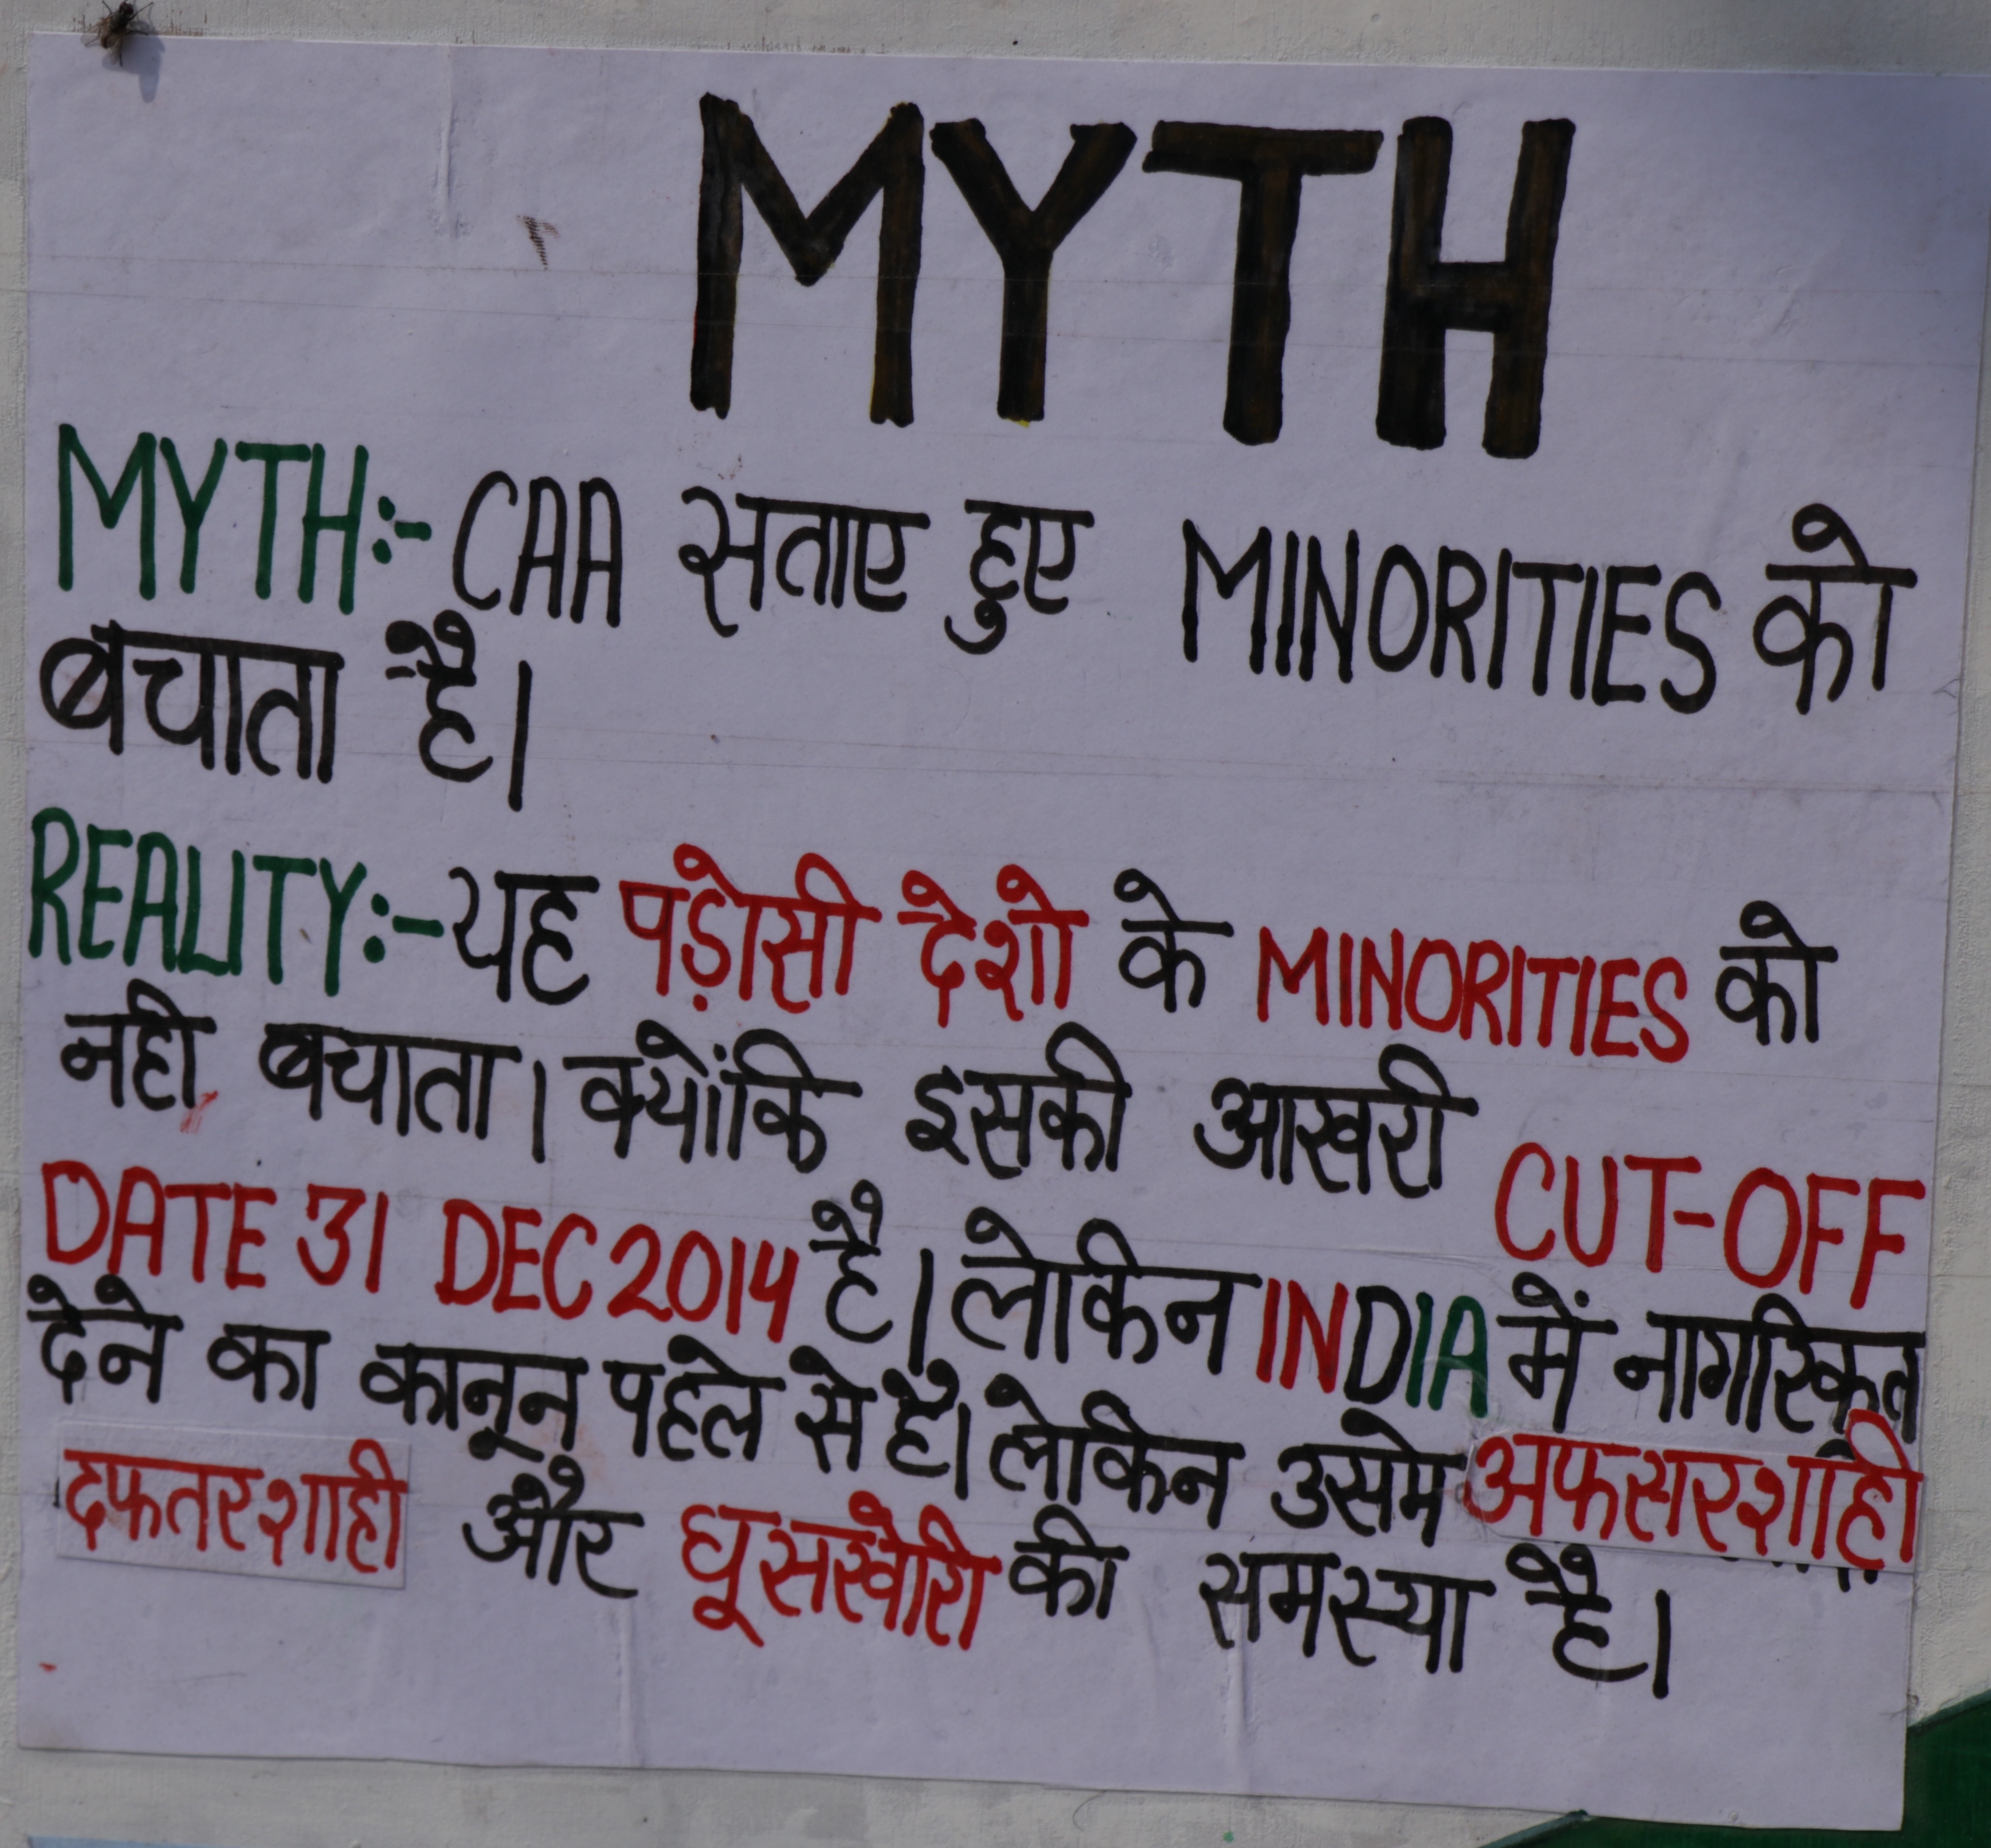 MYTH
MYTH:- CAA सताए हुए MINORITIES को
बचाता है।
REALITY:- यह पड़ोसी देशो के MINORITIES को
नही बचाता। क्योंकि इसकी आखरी CUT-OFF
DATE 31 DEC 2014 है। लेकिन INDIA में नागरिकत
देने का कानून पहले से है। लेकिन उसमे अफसरशाही
दफतरशाही और घूसखोरी की समस्या है।